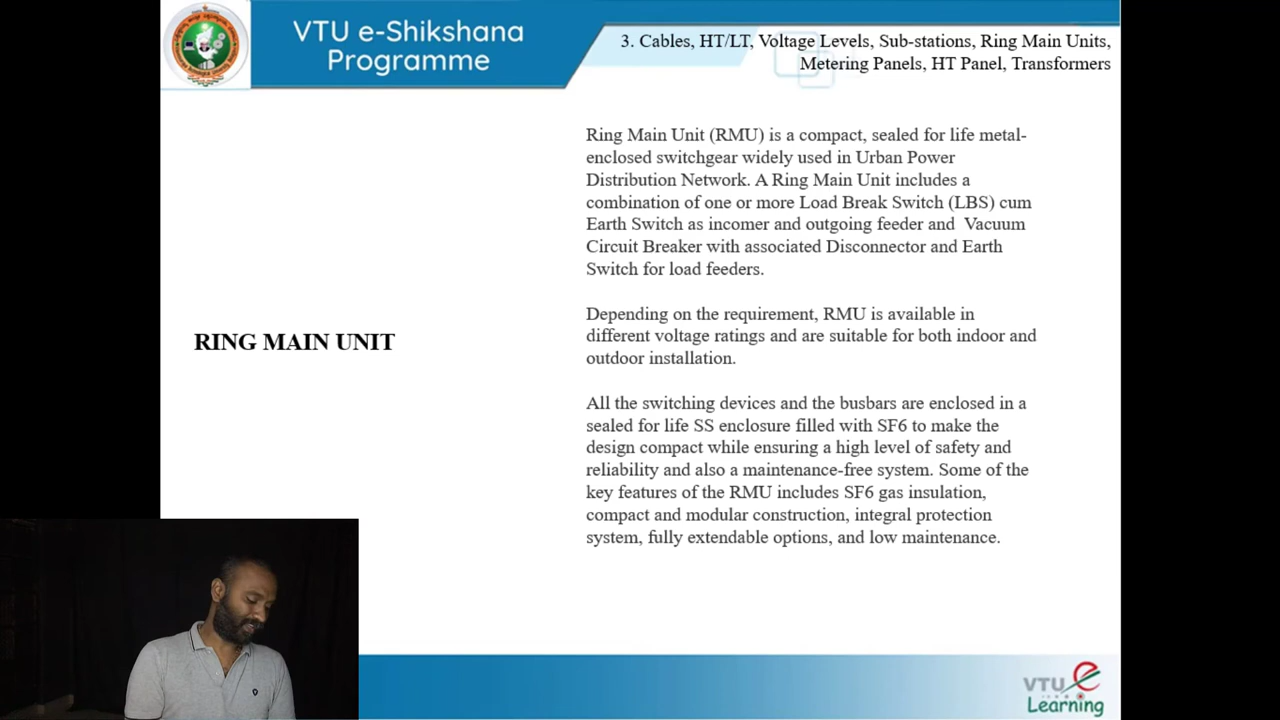 VTU e-Shikshana
Programme
3. Cables, HT/LT, Voltage Levels, Sub-stations, Ring Main Units,
Metering Panels, HT Panel, Transformers
RING MAIN UNIT
Ring Main Unit (RMU) is a compact, sealed for life metal-
enclosed switchgear widely used in Urban Power
Distribution Network. A Ring Main Unit includes a
combination of one or more Load Break Switch (LBS) cum
Earth Switch as incomer and outgoing feeder and Vacuum
Circuit Breaker with associated Disconnector and Earth
Switch for load feeders.
Depending on the requirement, RMU is available in
different voltage ratings and are suitable for both indoor and
outdoor installation.
All the switching devices and the busbars are enclosed in a
sealed for life SS enclosure filled with SF6 to make the
design compact while ensuring a high level of safety and
reliability and also a maintenance-free system. Some of the
key features of the RMU includes SF6 gas insulation,
compact and modular construction, integral protection
system, fully extendable options, and low maintenance.
VTU e
Learning